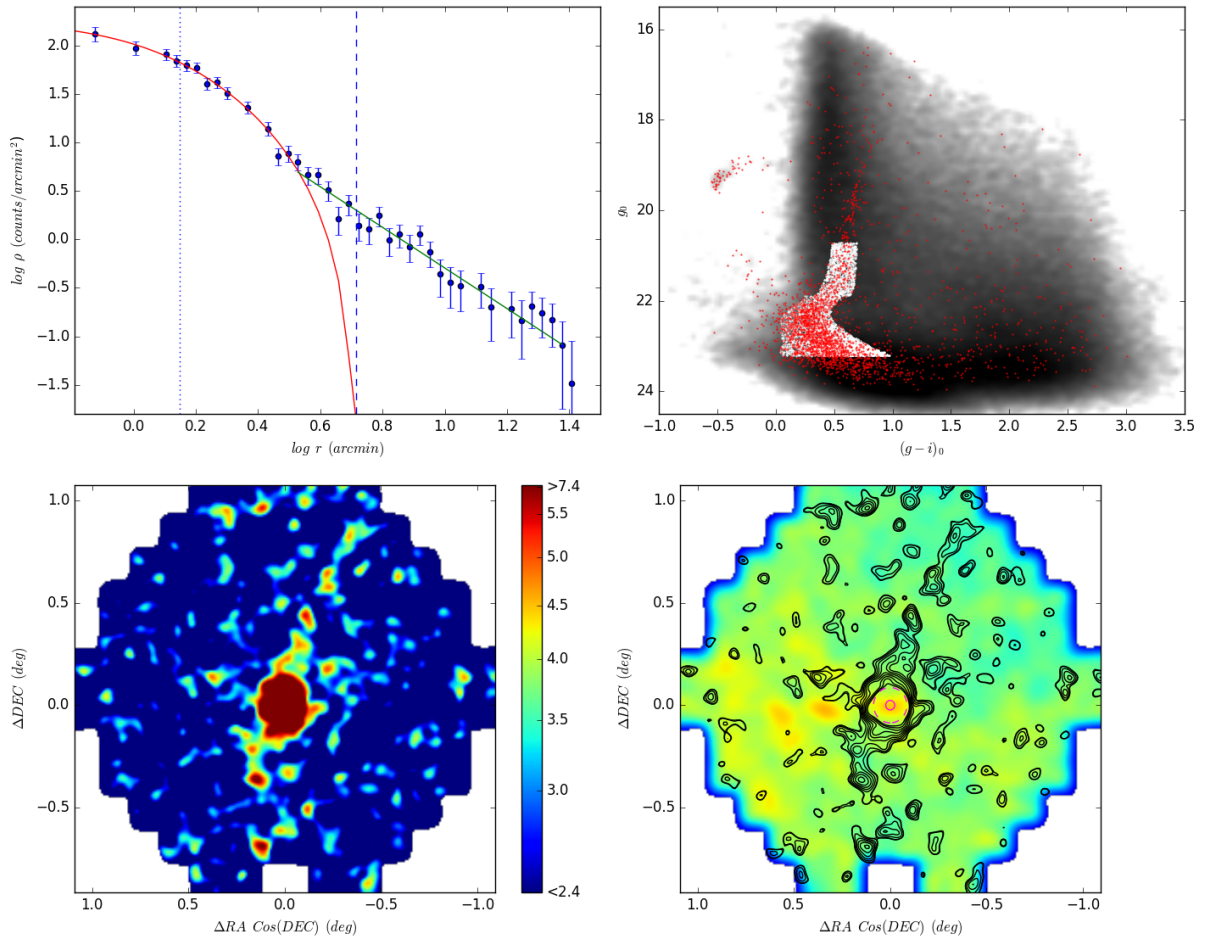 2.0
1.5
1.0
0.5
0.0
−0.5
−1.0
−1.5
log ρ (counts/arcmin²)
0.0 0.2 0.4 0.6 0.8 1.0 1.2 1.4
log r (arcmin)
16
18
20
22
24
g₀
−1.0 −0.5 0.0 0.5 1.0 1.5 2.0 2.5 3.0 3.5
(g − i)₀
1.0
0.5
0.0
−0.5
ΔDEC (deg)
1.0 0.5 0.0 −0.5 −1.0
ΔRA Cos(DEC) (deg)
>7.4
5.5
5.0
4.5
4.0
3.5
3.0
<2.4
1.0
0.5
0.0
−0.5
ΔDEC (deg)
1.0 0.5 0.0 −0.5 −1.0
ΔRA Cos(DEC) (deg)